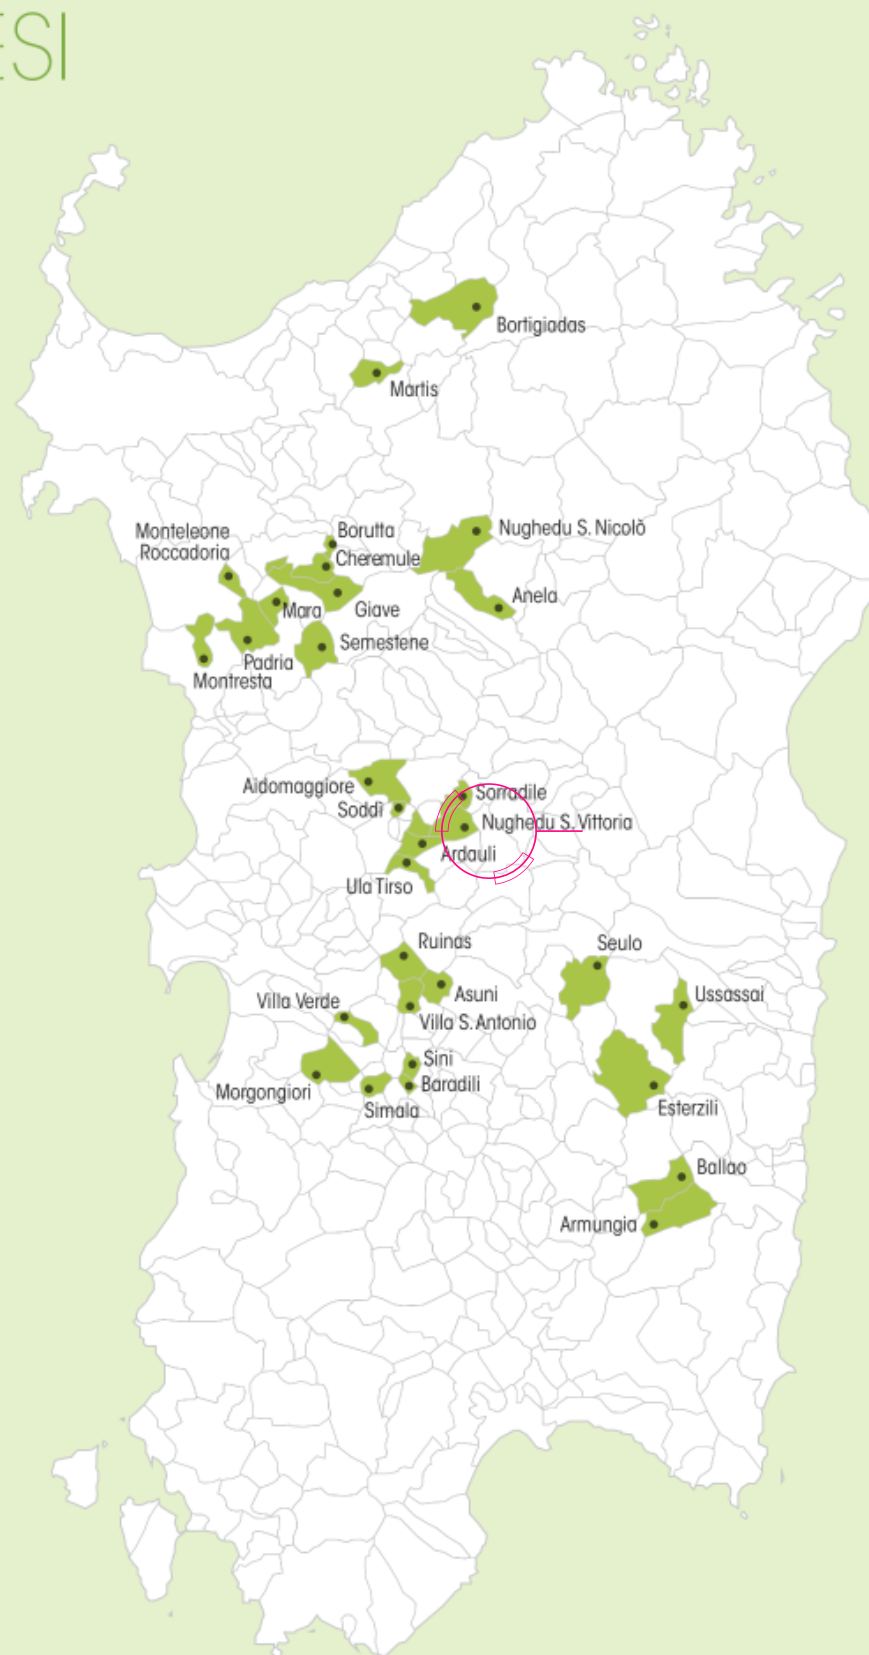 ESI
Bortigiadas
Martis
Monteleone
Roccadoria
Borutta
Nughedu S. Nicolò
Cheremule
Anela
Mara
Giave
Semestene
Padria
Montresta
Aidomaggiore
Sorradile
Soddì
Nughedu S. Vittoria
Ardauli
Ula Tirso
Ruinas
Seulo
Asuni
Ussassai
Villa Verde
Villa S. Antonio
Sini
Baradili
Morgongiori
Simala
Esterzili
Ballao
Armungia